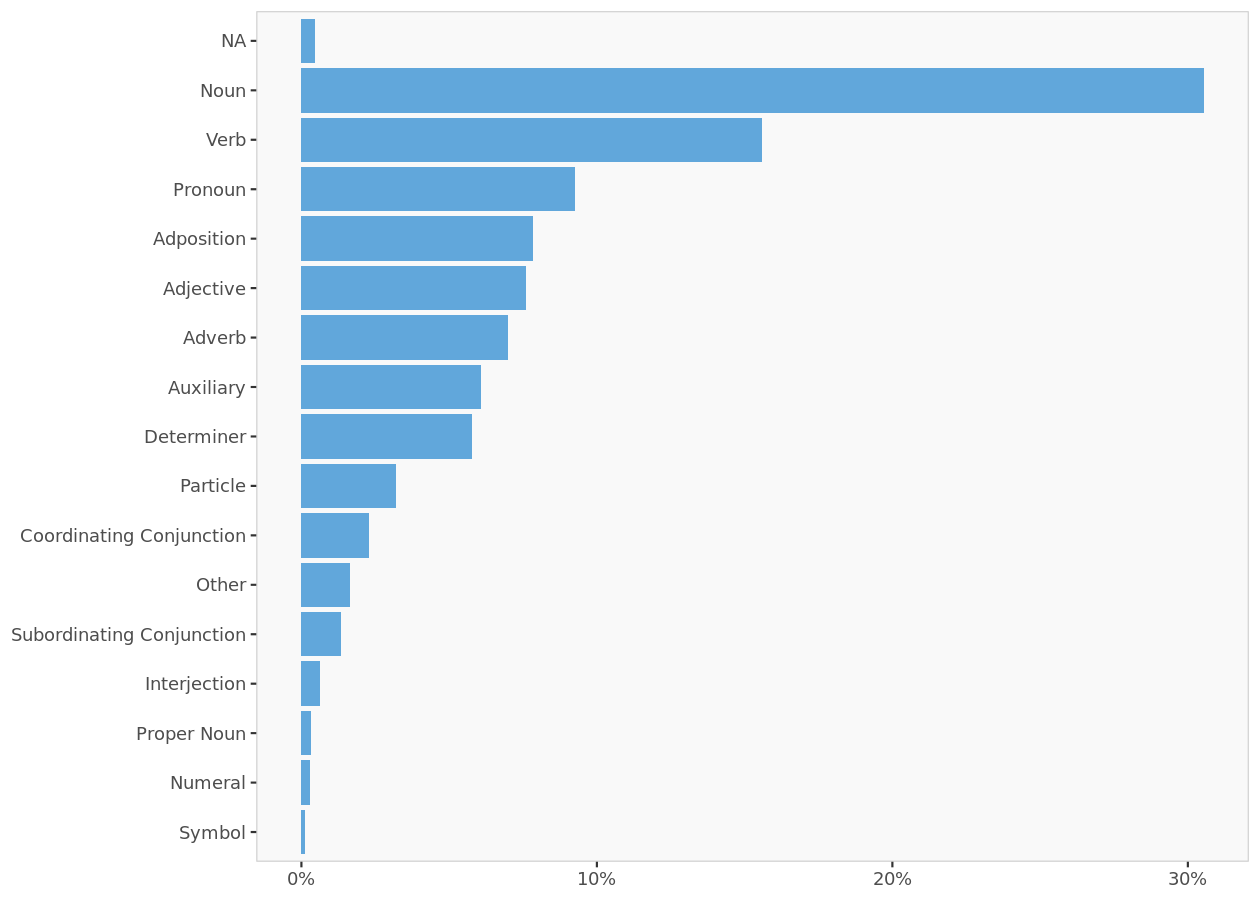 NA
Noun
Verb
Pronoun
Adposition
Adjective
Adverb
Auxiliary
Determiner
Particle
Coordinating Conjunction
Other
Subordinating Conjunction
Interjection
Proper Noun
Numeral
Symbol
0% 10% 20% 30%